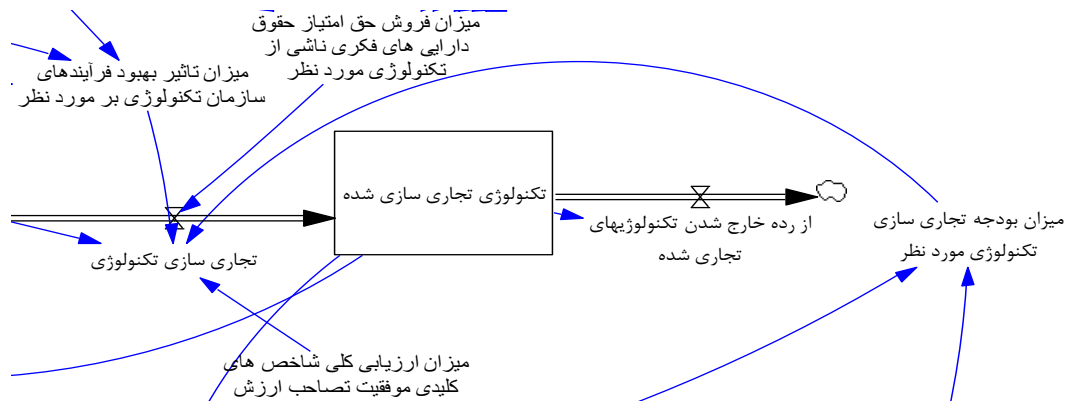 میزان فروش حق امتیاز حقوق
دارایی های فکری ناشی از
تکنولوژی مورد نظر
میزان تاثیر بهبود فرآیندهای
سازمان تکنولوژی بر مورد نظر
تکنولوژی تجاری سازی شده
از رده خارج شدن تکنولوژیهای
تجاری شده
میزان بودجه تجاری سازی
تکنولوژی مورد نظر
تجاری سازی تکنولوژی
میزان ارزیابی کلی شاخص های
کلیدی موفقیت تصاحب ارزش